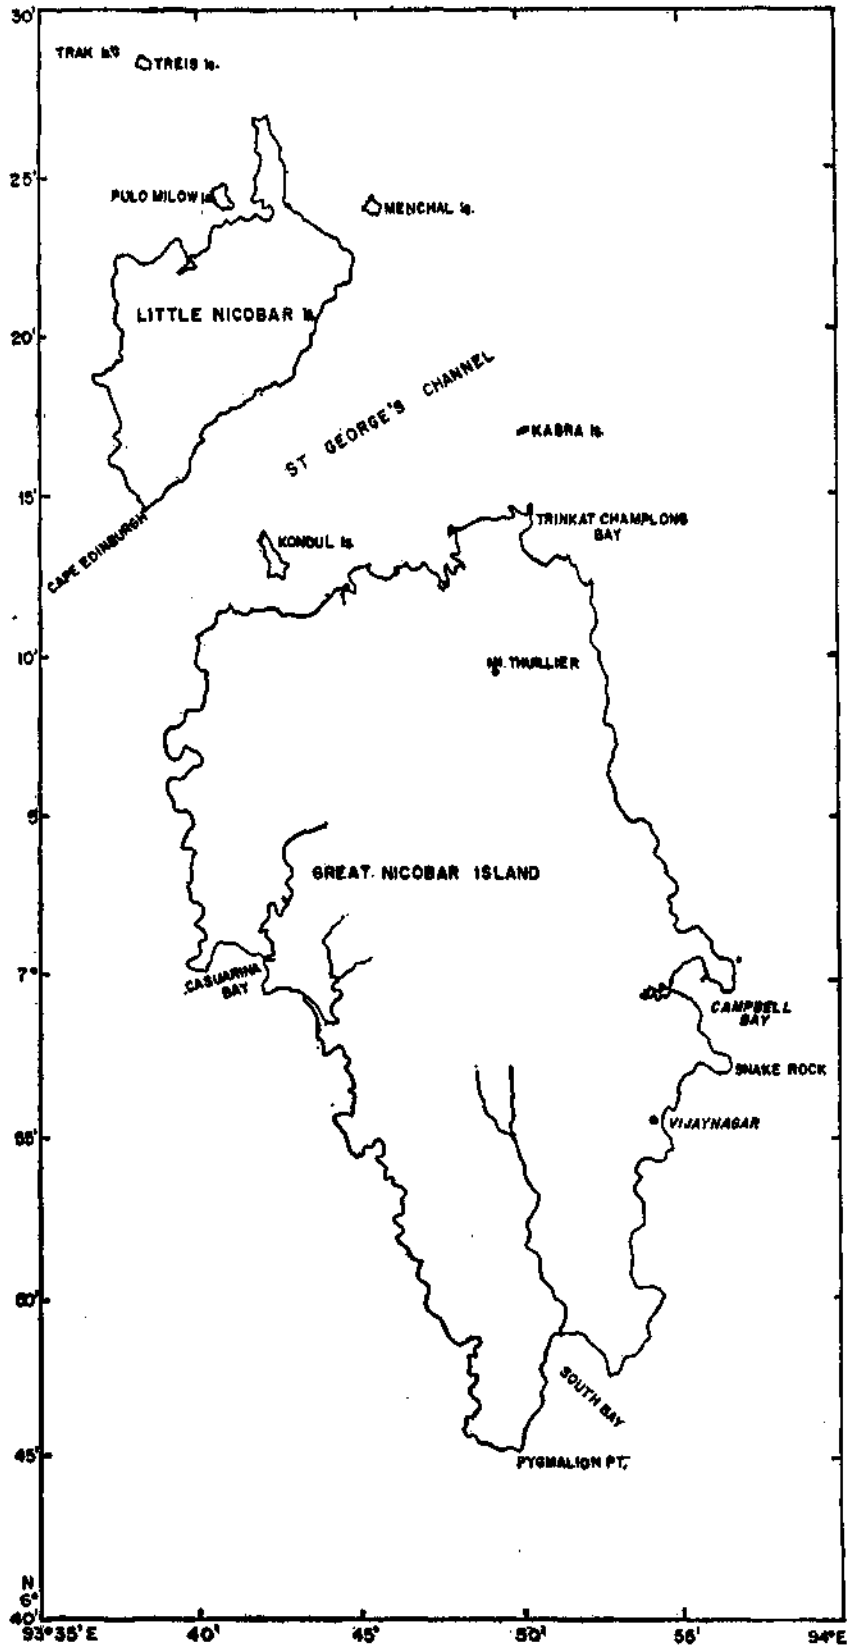 30'
TRAK Is
TREIS Is.
25'
PULO MILOW Is
MENCHAL Is.
LITTLE NICOBAR Is.
20'
ST GEORGE'S CHANNEL
KABRA Is.
15'
TRINKAT CHAMPLONG
BAY
CAPE EDINBURGH
KONDUL Is.
10'
Mt. THUILLIER
5'
GREAT NICOBAR ISLAND
7°
CASUARINA
BAY
CAMPBELL
BAY
SNAKE ROCK
55'
VIJAYNAGAR
50'
SOUTH BAY
45'
PYGMALION PT.
N
6°
40'
93°35'E
40'
45'
50'
55'
94°E